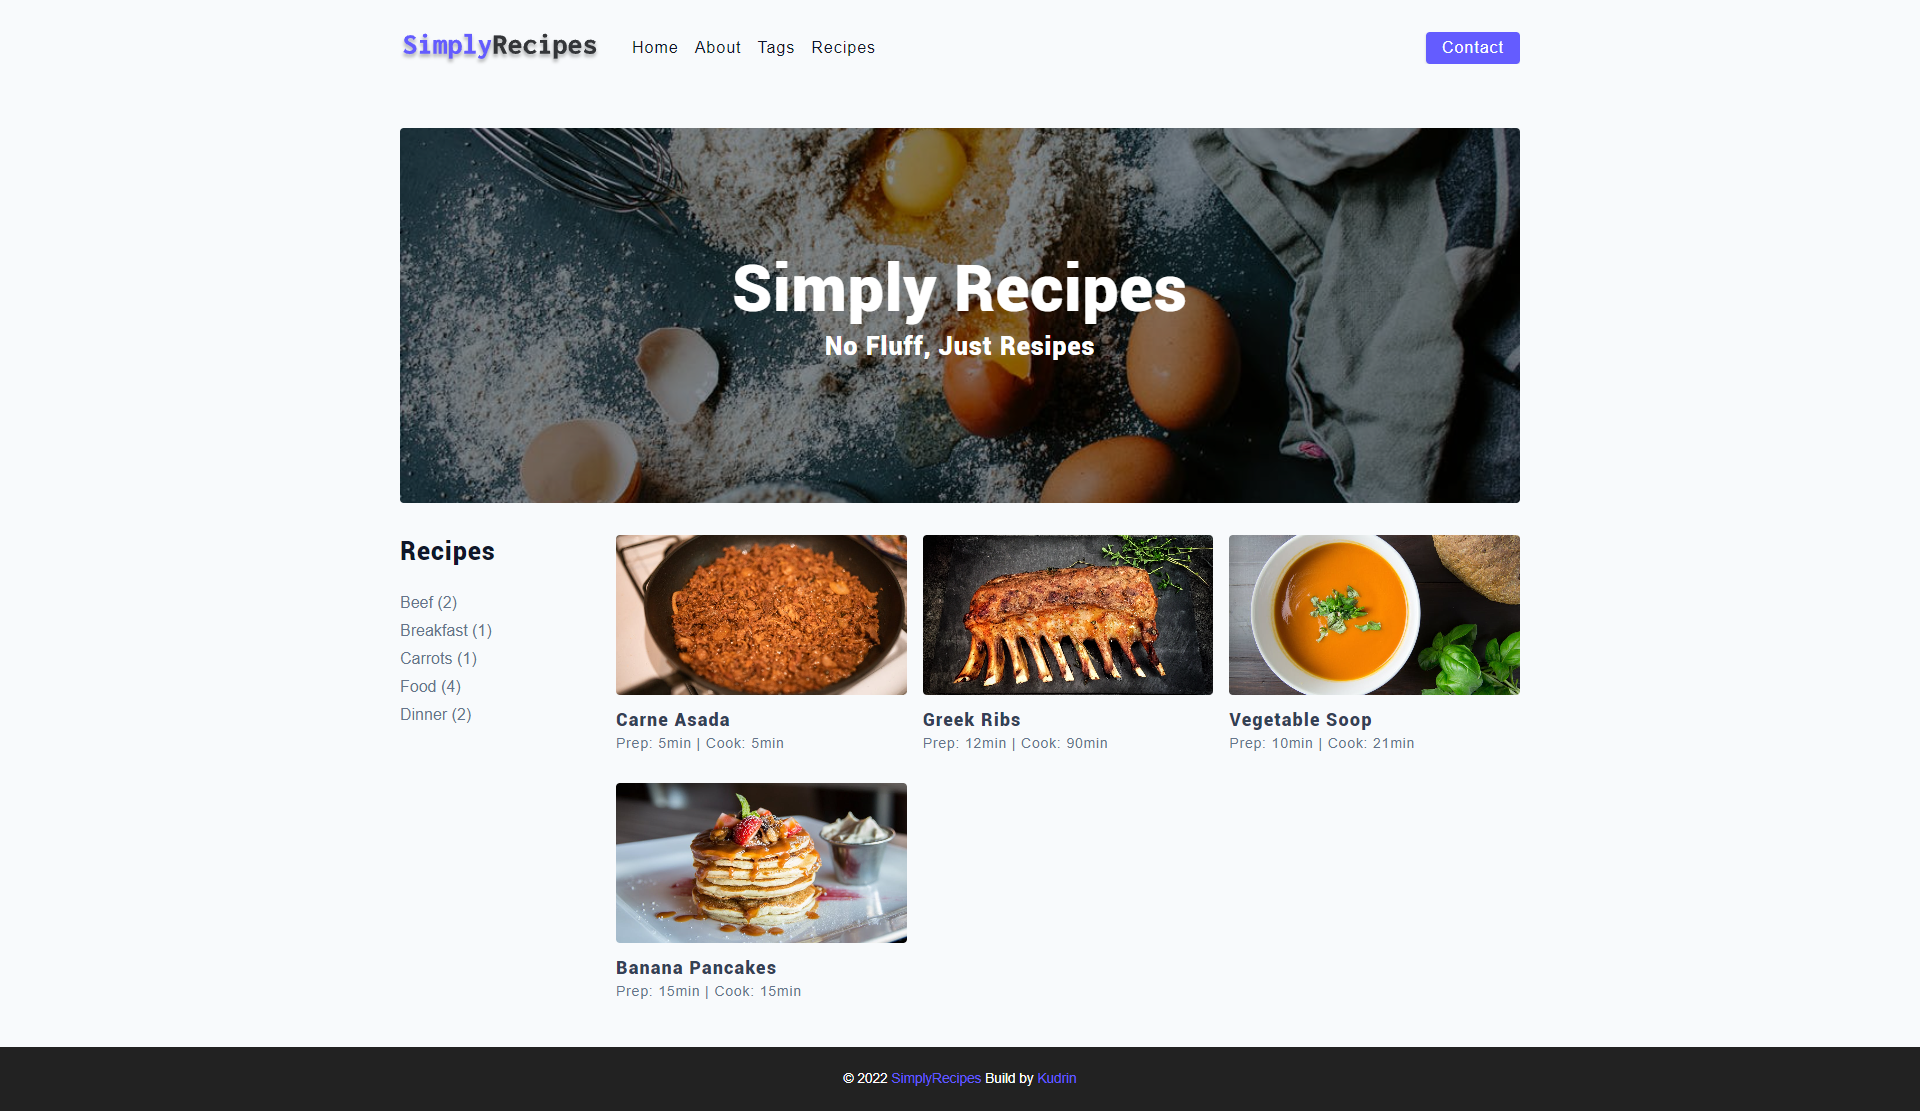 SimplyRecipes
Home
About
Tags
Recipes
Contact
Simply Recipes
No Fluff, Just Resipes
Recipes
Beef (2)
Breakfast (1)
Carrots (1)
Food (4)
Dinner (2)
Carne Asada
Prep: 5min | Cook: 5min
Greek Ribs
Prep: 12min | Cook: 90min
Vegetable Soop
Prep: 10min | Cook: 21min
Banana Pancakes
Prep: 15min | Cook: 15min
© 2022 SimplyRecipes Build by Kudrin